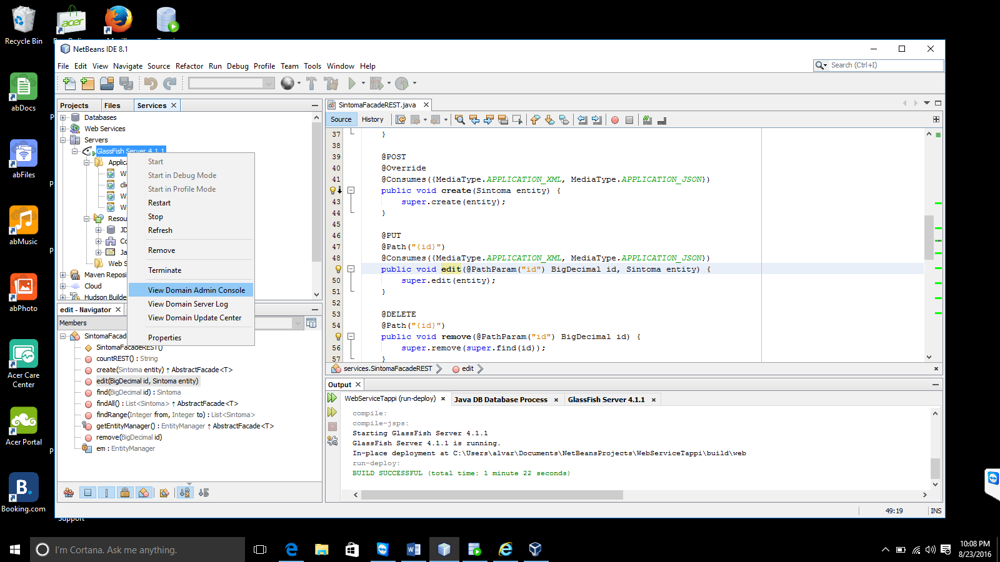 Recycle Bin
acer
abDocs
abFiles
abMusic
abPhoto
Acer Care
Center
Acer Portal
B.
Booking.com
Support
NetBeans IDE 8.1
File Edit View Navigate Source Refactor Run Debug Profile Team Tools Window Help
Search (Ctrl+I)
Projects Files Services
Databases
Web Services
Servers
GlassFish Server 4.1.1
Applica
W
clie
W
W
Resou
JD
Co
Ja
Web S
Maven Reposi
Cloud
Hudson Builde
Start
Start in Debug Mode
Start in Profile Mode
Restart
Stop
Refresh
Remove
Terminate
View Domain Admin Console
View Domain Server Log
View Domain Update Center
Properties
edit - Navigator
Members
SintomaFacad
SintomaFacadeREST()
countREST() : String
create(Sintoma entity) ↑ AbstractFacade<T>
edit(BigDecimal id, Sintoma entity)
find(BigDecimal id) : Sintoma
findAll() : List<Sintoma> ↑ AbstractFacade<T>
findRange(Integer from, Integer to) : List<Sintoma>
getEntityManager() : EntityManager ↑ AbstractFacade<T>
remove(BigDecimal id)
em : EntityManager
SintomaFacadeREST.java
Source History
37 }
38
39 @POST
40 @Override
41 @Consumes({MediaType.APPLICATION_XML, MediaType.APPLICATION_JSON})
public void create(Sintoma entity) {
43 super.create(entity);
44 }
45
46 @PUT
47 @Path("{id}")
48 @Consumes({MediaType.APPLICATION_XML, MediaType.APPLICATION_JSON})
public void edit(@PathParam("id") BigDecimal id, Sintoma entity) {
50 super.edit(entity);
51 }
52
53 @DELETE
54 @Path("{id}")
public void remove(@PathParam("id") BigDecimal id) {
56 super.remove(super.find(id));
57 }
services.SintomaFacadeREST edit
Output
WebServiceTappi (run-deploy) Java DB Database Process GlassFish Server 4.1.1
compile:
compile-jsps:
Starting GlassFish Server 4.1.1
GlassFish Server 4.1.1 is running.
In-place deployment at C:\Users\alvar\Documents\NetBeansProjects\WebServiceTappi\build\web
run-deploy:
BUILD SUCCESSFUL (total time: 1 minute 22 seconds)
49:19 INS
I'm Cortana. Ask me anything.
10:08 PM
8/23/2016